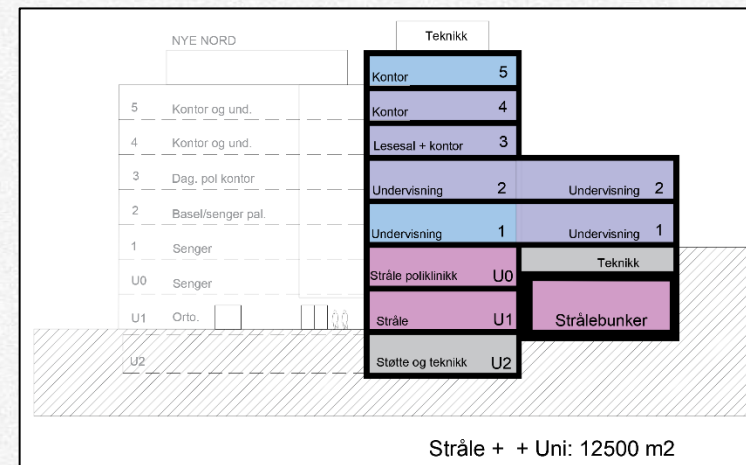 Teknikk
NYE NORD
Kontor 5
5 Kontor og und.
Kontor 4
4 Kontor og und.
Lesesal + kontor 3
3 Dag. pol kontor
Undervisning 2 Undervisning 2
2 Basel/senger pal.
Undervisning 1 Undervisning 1
1 Senger
Teknikk
Stråle poliklinikk U0
U0 Senger
U1 Orto.
Stråle U1
Strålebunker
U2
Støtte og teknikk U2
Stråle + + Uni: 12500 m2